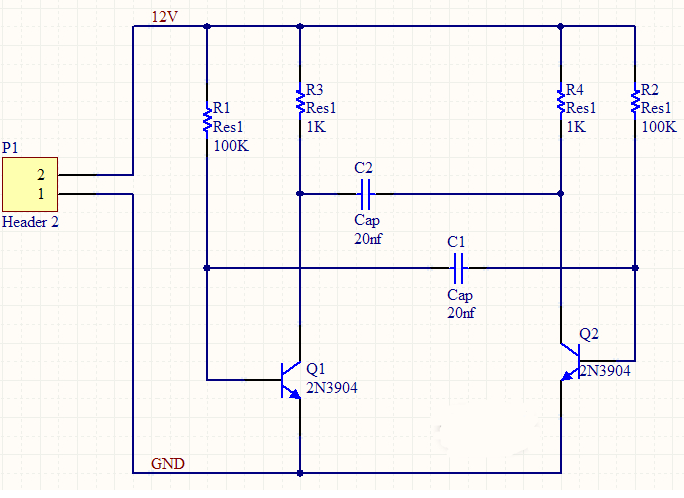 12V
R1
Res1
100K
R3
Res1
1K
R4
Res1
1K
R2
Res1
100K
P1
2
1
Header 2
C2
Cap
20nf
C1
Cap
20nf
Q1
2N3904
Q2
2N3904
GND